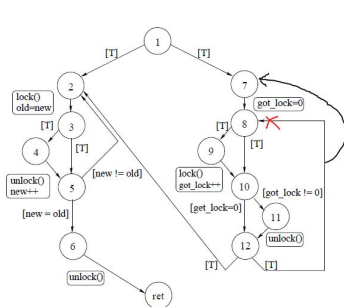 1
[T]
[T]
2
7
lock()
old=new
got_lock=0
[T]
3
[T]
8
[T]
[T]
4
9
lock()
got_lock++
unlock()
new++
5
[new != old]
10
[got_lock != 0]
[new = old]
[get_lock=0]
11
6
12
unlock()
unlock()
[T]
[T]
ret